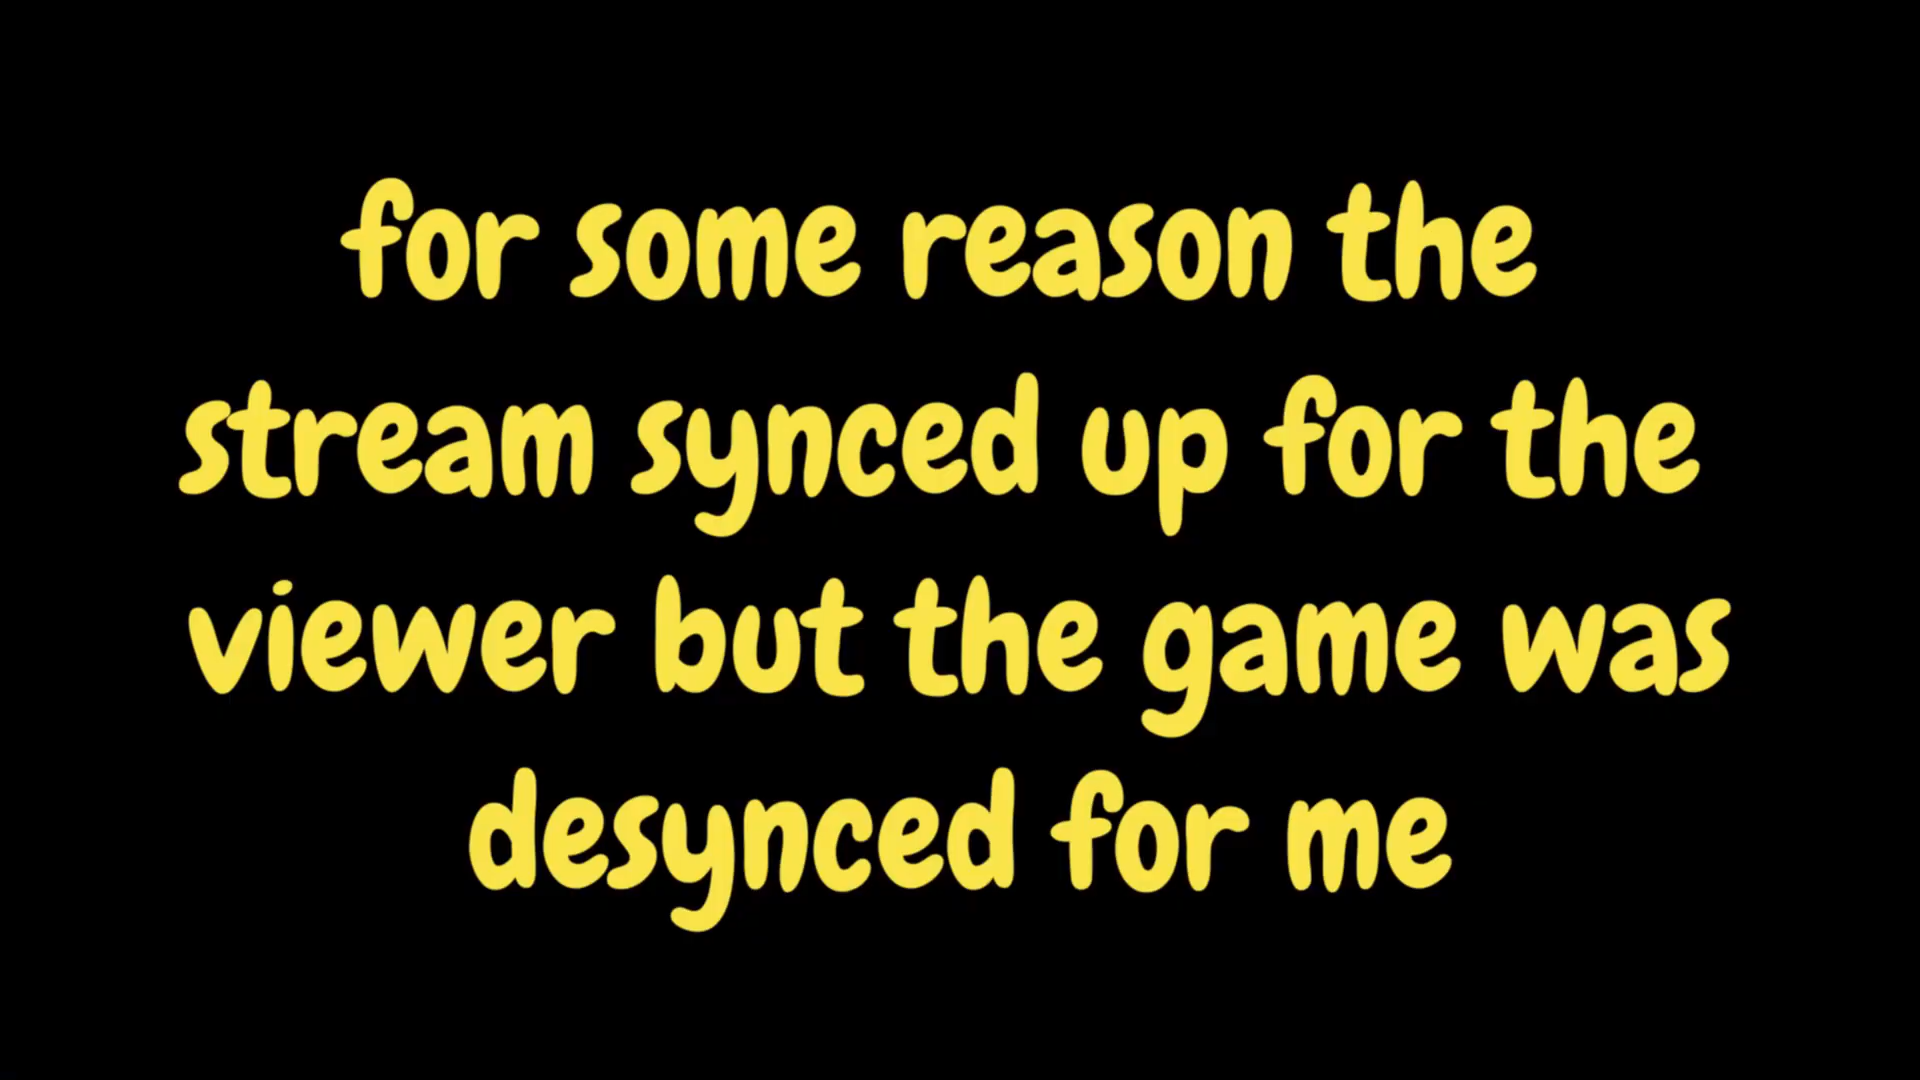 for some reason the
stream synced up for the
viewer but the game was
desynced for me